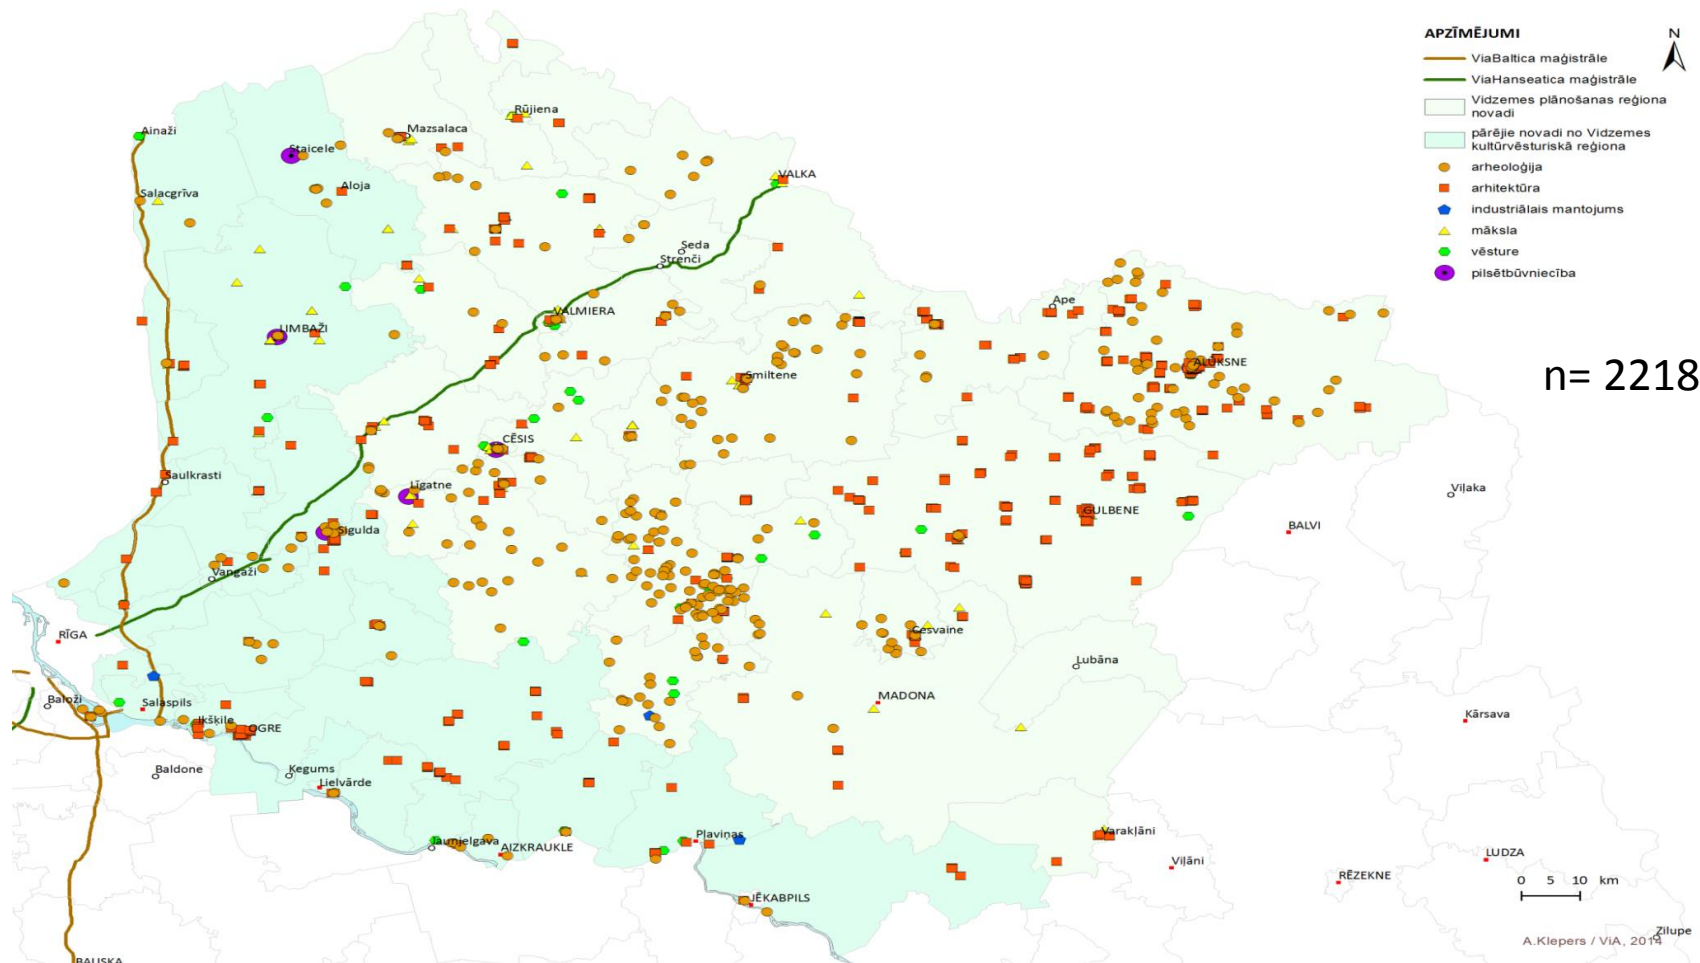 APZĪMĒJUMI
ViaBaltica maģistrāle
ViaHanseatica maģistrāle
Vidzemes plānošanas reģiona
novadi
pārējie novadi no Vidzemes
kultūrvēsturiskā reģiona
arheoloģija
arhitektūra
industriālais mantojums
māksla
vēsture
pilsētbūvniecība
N
n= 2218
Rūjiena
Ainaži
Mazsalaca
Staicele
VALKA
Aloja
Salacgrīva
Seda
Strenči
Ape
VALMIERA
LIMBAŽI
ALŪKSNE
Smiltene
CĒSIS
Saulkrasti
Līgatne
Viļaka
GULBENE
BALVI
Sigulda
Vangaži
RĪGA
Cesvaine
Lubāna
MADONA
Baloži
Salaspils
Ikšķile
OGRE
Kārsava
Baldone
Ķegums
Lielvārde
Varakļāni
Pļaviņas
Jaunjelgava
AIZKRAUKLE
Viļāni
LUDZA
RĒZEKNE
0 5 10 km
JĒKABPILS
Zilupe
A.Klepers / ViA, 2014
BAUSKA